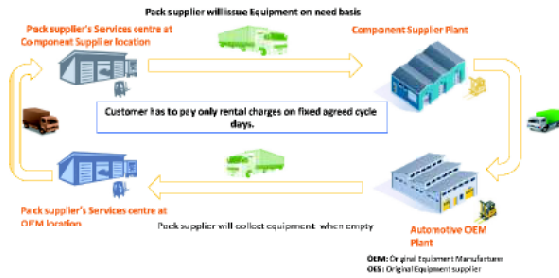 Pack supplier willissue Equipment on need basis
Pack supplier's Services centre at
Component Supplier location
Component Supplier Plant
Customer has to pay only rental charges on fixed agreed cycle
days.
Pack supplier's Services centre at
OEM location
Pack supplier will collect equipment when empty
Automotive OEM
Plant
OEM: Original Equipment Manufacturer
OES: Original Equipment supplier